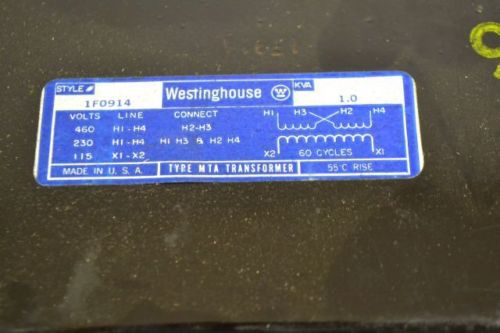 STYLE # Westinghouse W KVA
1F0914 1.0
VOLTS LINE CONNECT H1 H3 H2 H4
460 H1-H4 H2-H3
230 H1-H4 H1 H3 & H2 H4
115 X1-X2 X2 60 CYCLES X1
MADE IN U.S.A. TYPE MTA TRANSFORMER 55°C RISE